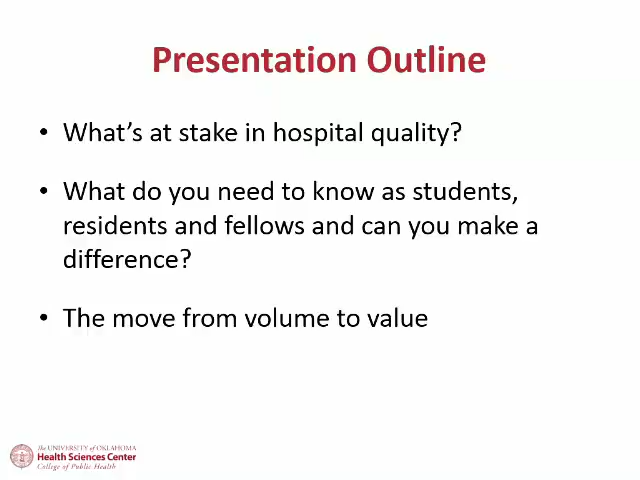 Presentation Outline
• What’s at stake in hospital quality?
• What do you need to know as students,
residents and fellows and can you make a
difference?
• The move from volume to value
The UNIVERSITY of OKLAHOMA
Health Sciences Center
College of Public Health